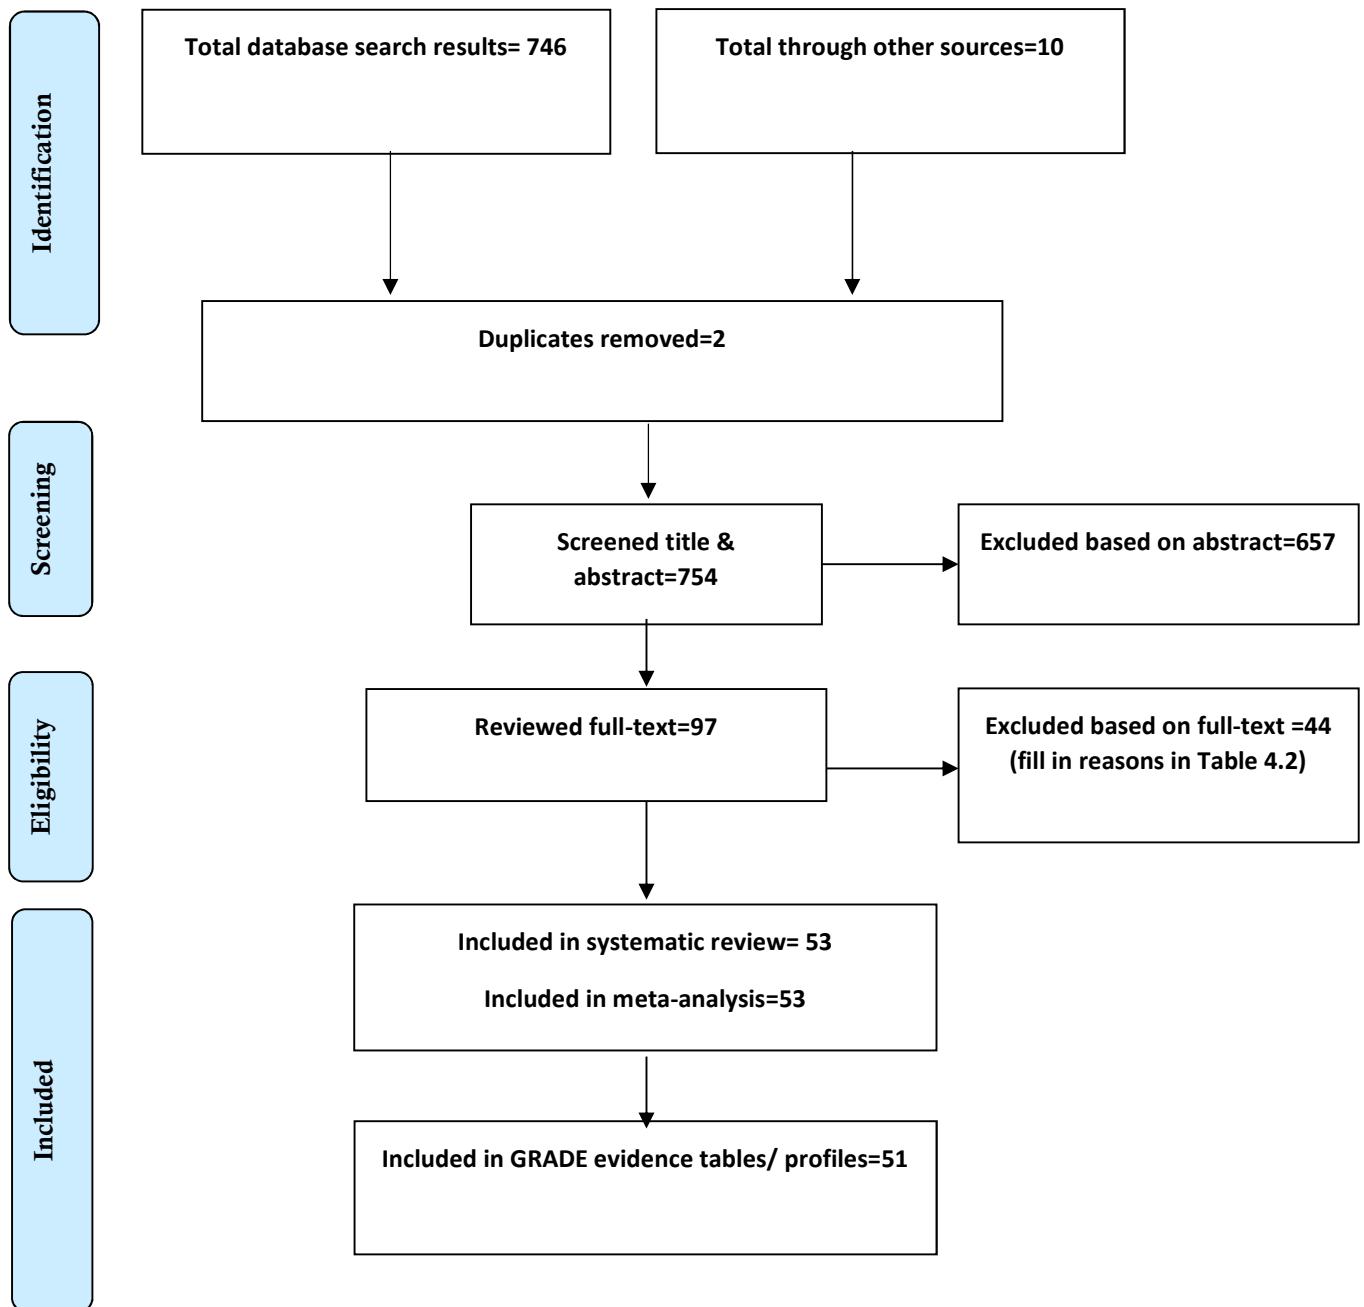 Identification
Total database search results= 746
Total through other sources=10
Duplicates removed=2
Screening
Screened title &
abstract=754
Excluded based on abstract=657
Eligibility
Reviewed full-text=97
Excluded based on full-text =44
(fill in reasons in Table 4.2)
Included
Included in systematic review= 53
Included in meta-analysis=53
Included in GRADE evidence tables/ profiles=51